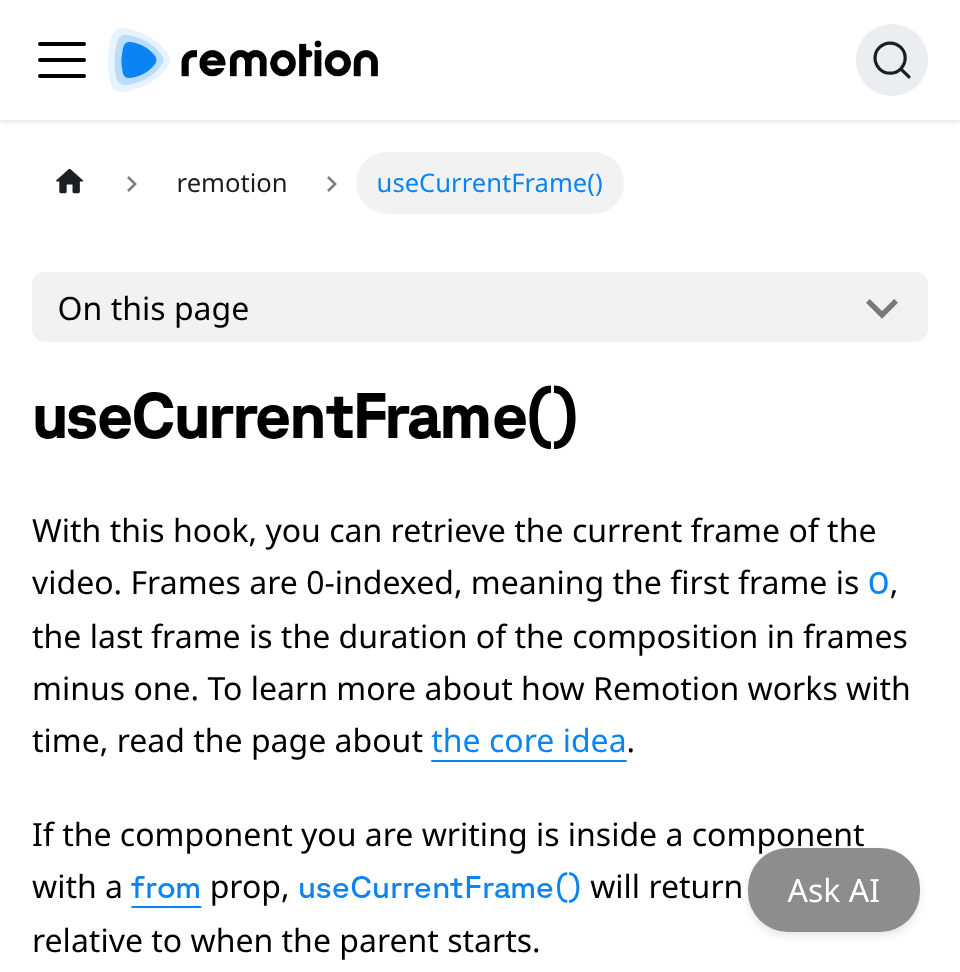 remotion
remotion
useCurrentFrame()
On this page
useCurrentFrame()
With this hook, you can retrieve the current frame of the
video. Frames are 0-indexed, meaning the first frame is 0,
the last frame is the duration of the composition in frames
minus one. To learn more about how Remotion works with
time, read the page about the core idea.
If the component you are writing is inside a component
with a from prop, useCurrentFrame() will return
relative to when the parent starts.
Ask AI